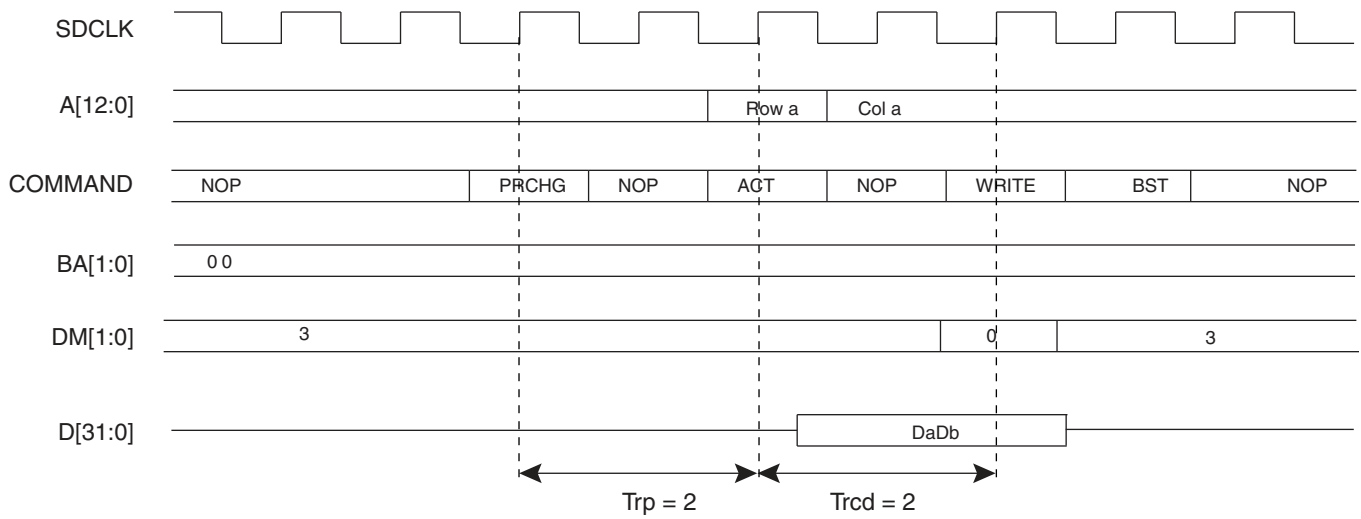 SDCLK
A[12:0] Row a Col a
COMMAND NOP PRCHG NOP ACT NOP WRITE BST NOP
BA[1:0] 0 0
DM[1:0] 3 0 3
D[31:0] DaDb
Trp = 2 Trcd = 2